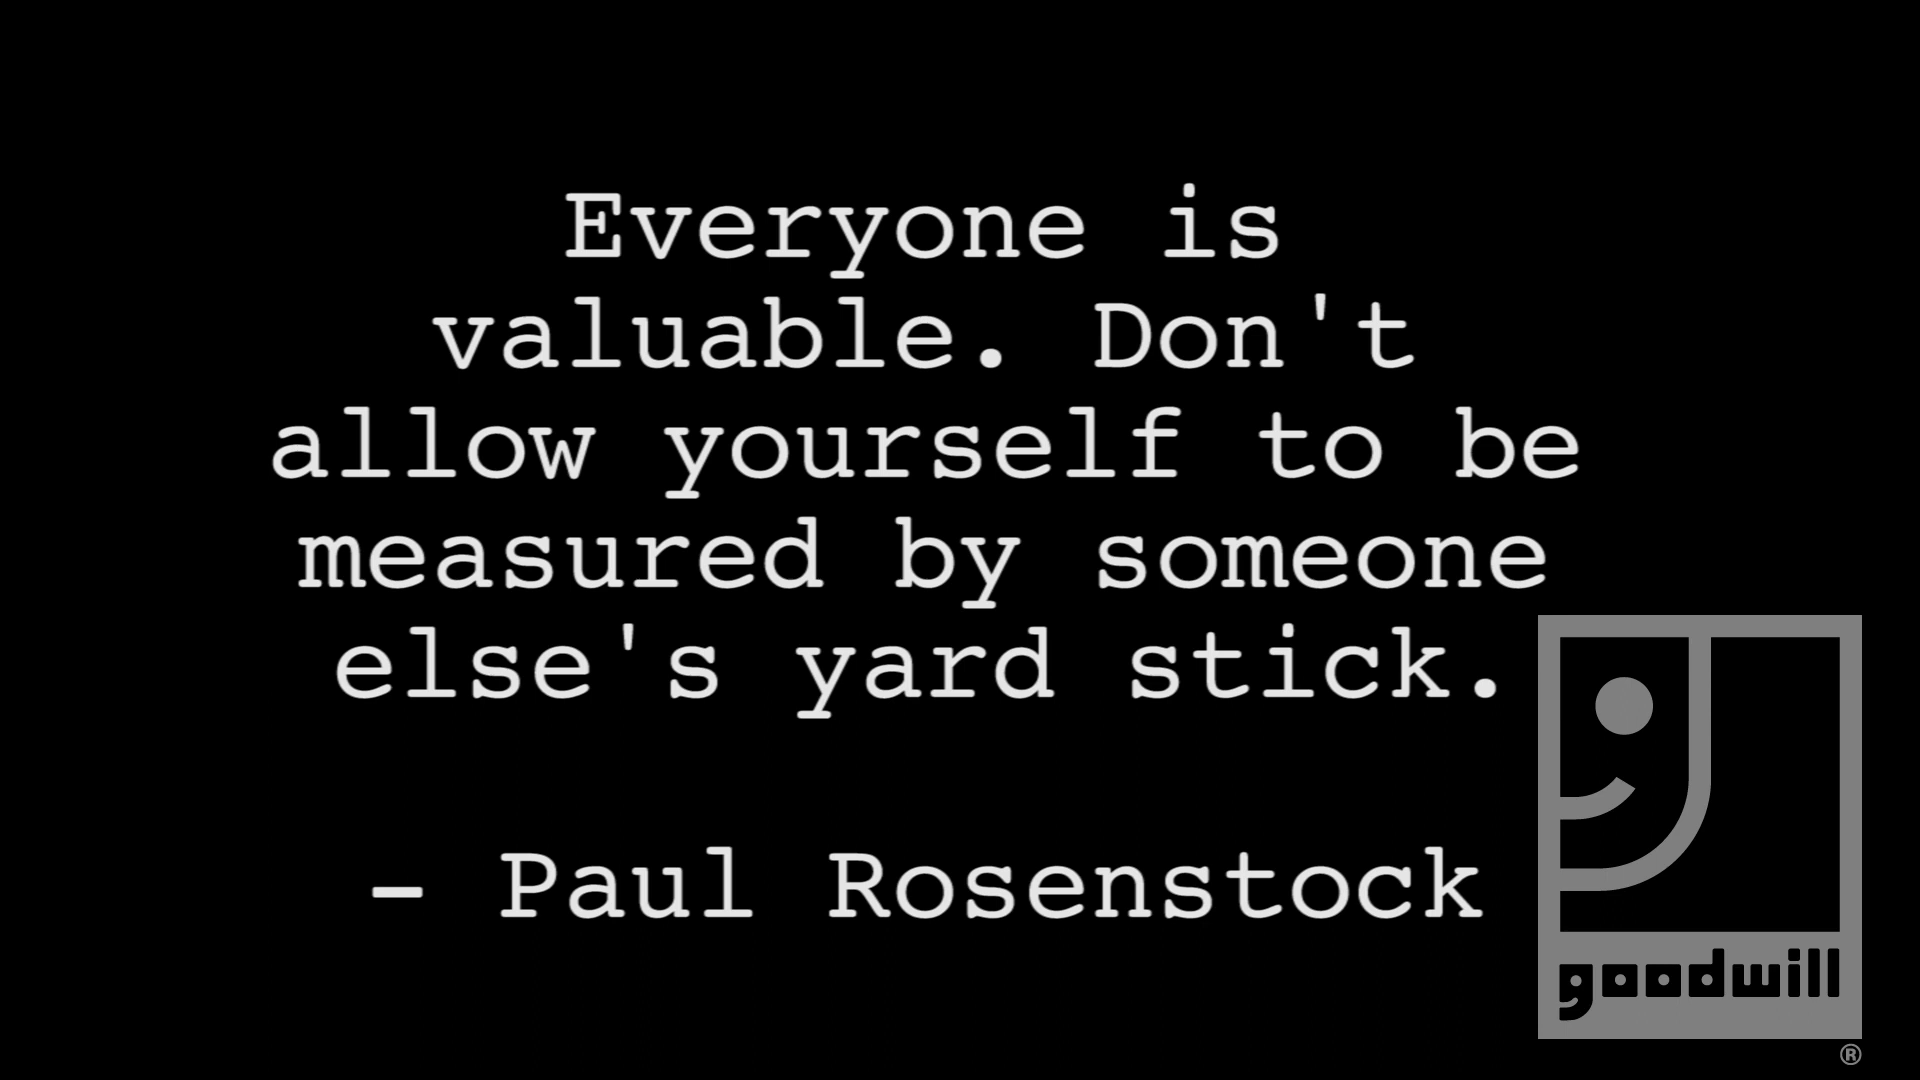 Everyone is
valuable. Don't
allow yourself to be
measured by someone
else's yard stick.
- Paul Rosenstock
goodwill
®